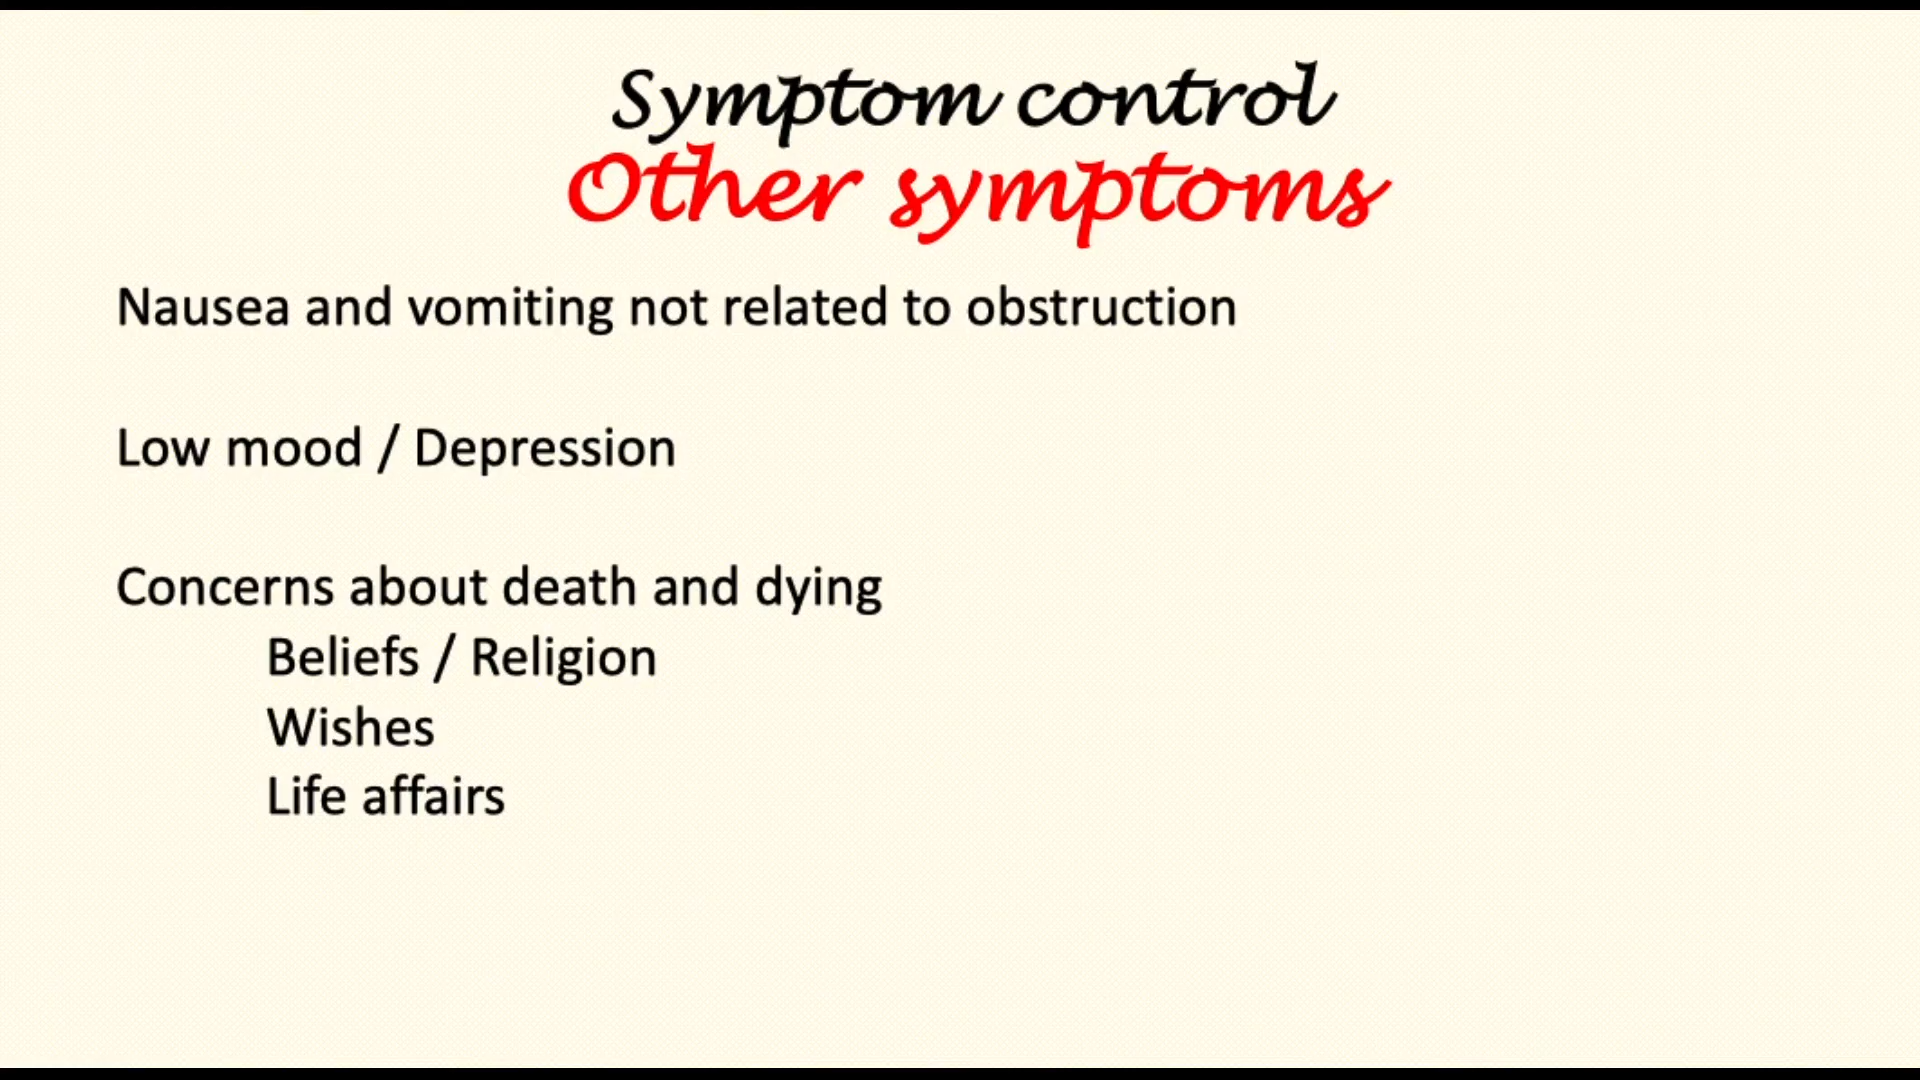 Symptom control
Other symptoms
Nausea and vomiting not related to obstruction
Low mood / Depression
Concerns about death and dying
Beliefs / Religion
Wishes
Life affairs